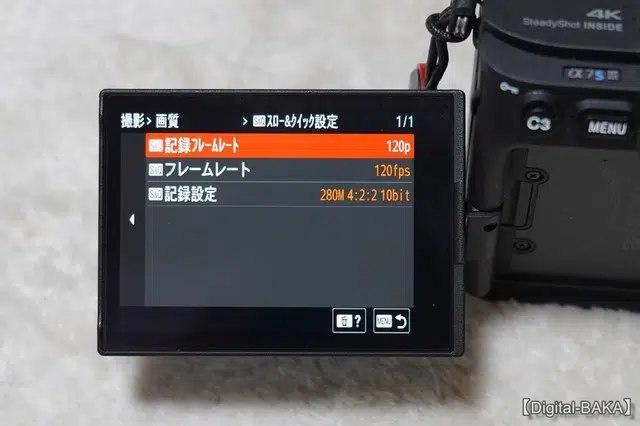 4K
SteadyShot INSIDE
α7SIII
C3
MENU
撮影> 画質 > S&Q スロー&クイック設定 1/1
S&Q 記録フレームレート 120p
S&Q フレームレート 120fps
S&Q 記録設定 280M 4:2:2 10bit
?
MENU
【Digital-BAKA】